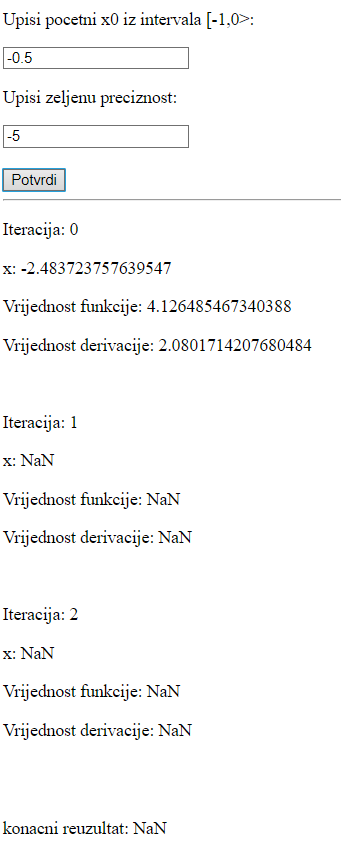 Upisi pocetni x0 iz intervala [-1,0>:
-0.5
Upisi zeljenu preciznost:
-5
Potvrdi
Iteracija: 0
x: -2.483723757639547
Vrijednost funkcije: 4.126485467340388
Vrijednost derivacije: 2.0801714207680484
Iteracija: 1
x: NaN
Vrijednost funkcije: NaN
Vrijednost derivacije: NaN
Iteracija: 2
x: NaN
Vrijednost funkcije: NaN
Vrijednost derivacije: NaN
konacni reuzultat: NaN